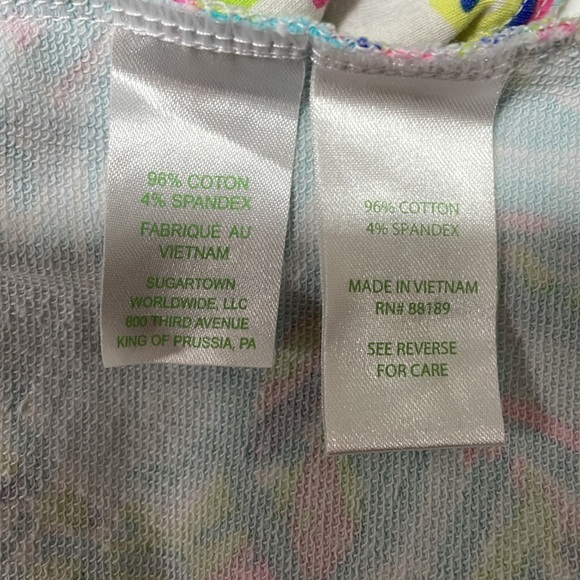 96% COTON
4% SPANDEX
FABRIQUÉ AU
VIETNAM
SUGARTOWN
WORLDWIDE, LLC
800 THIRD AVENUE
KING OF PRUSSIA, PA
96% COTTON
4% SPANDEX
MADE IN VIETNAM
RN# 88189
SEE REVERSE
FOR CARE